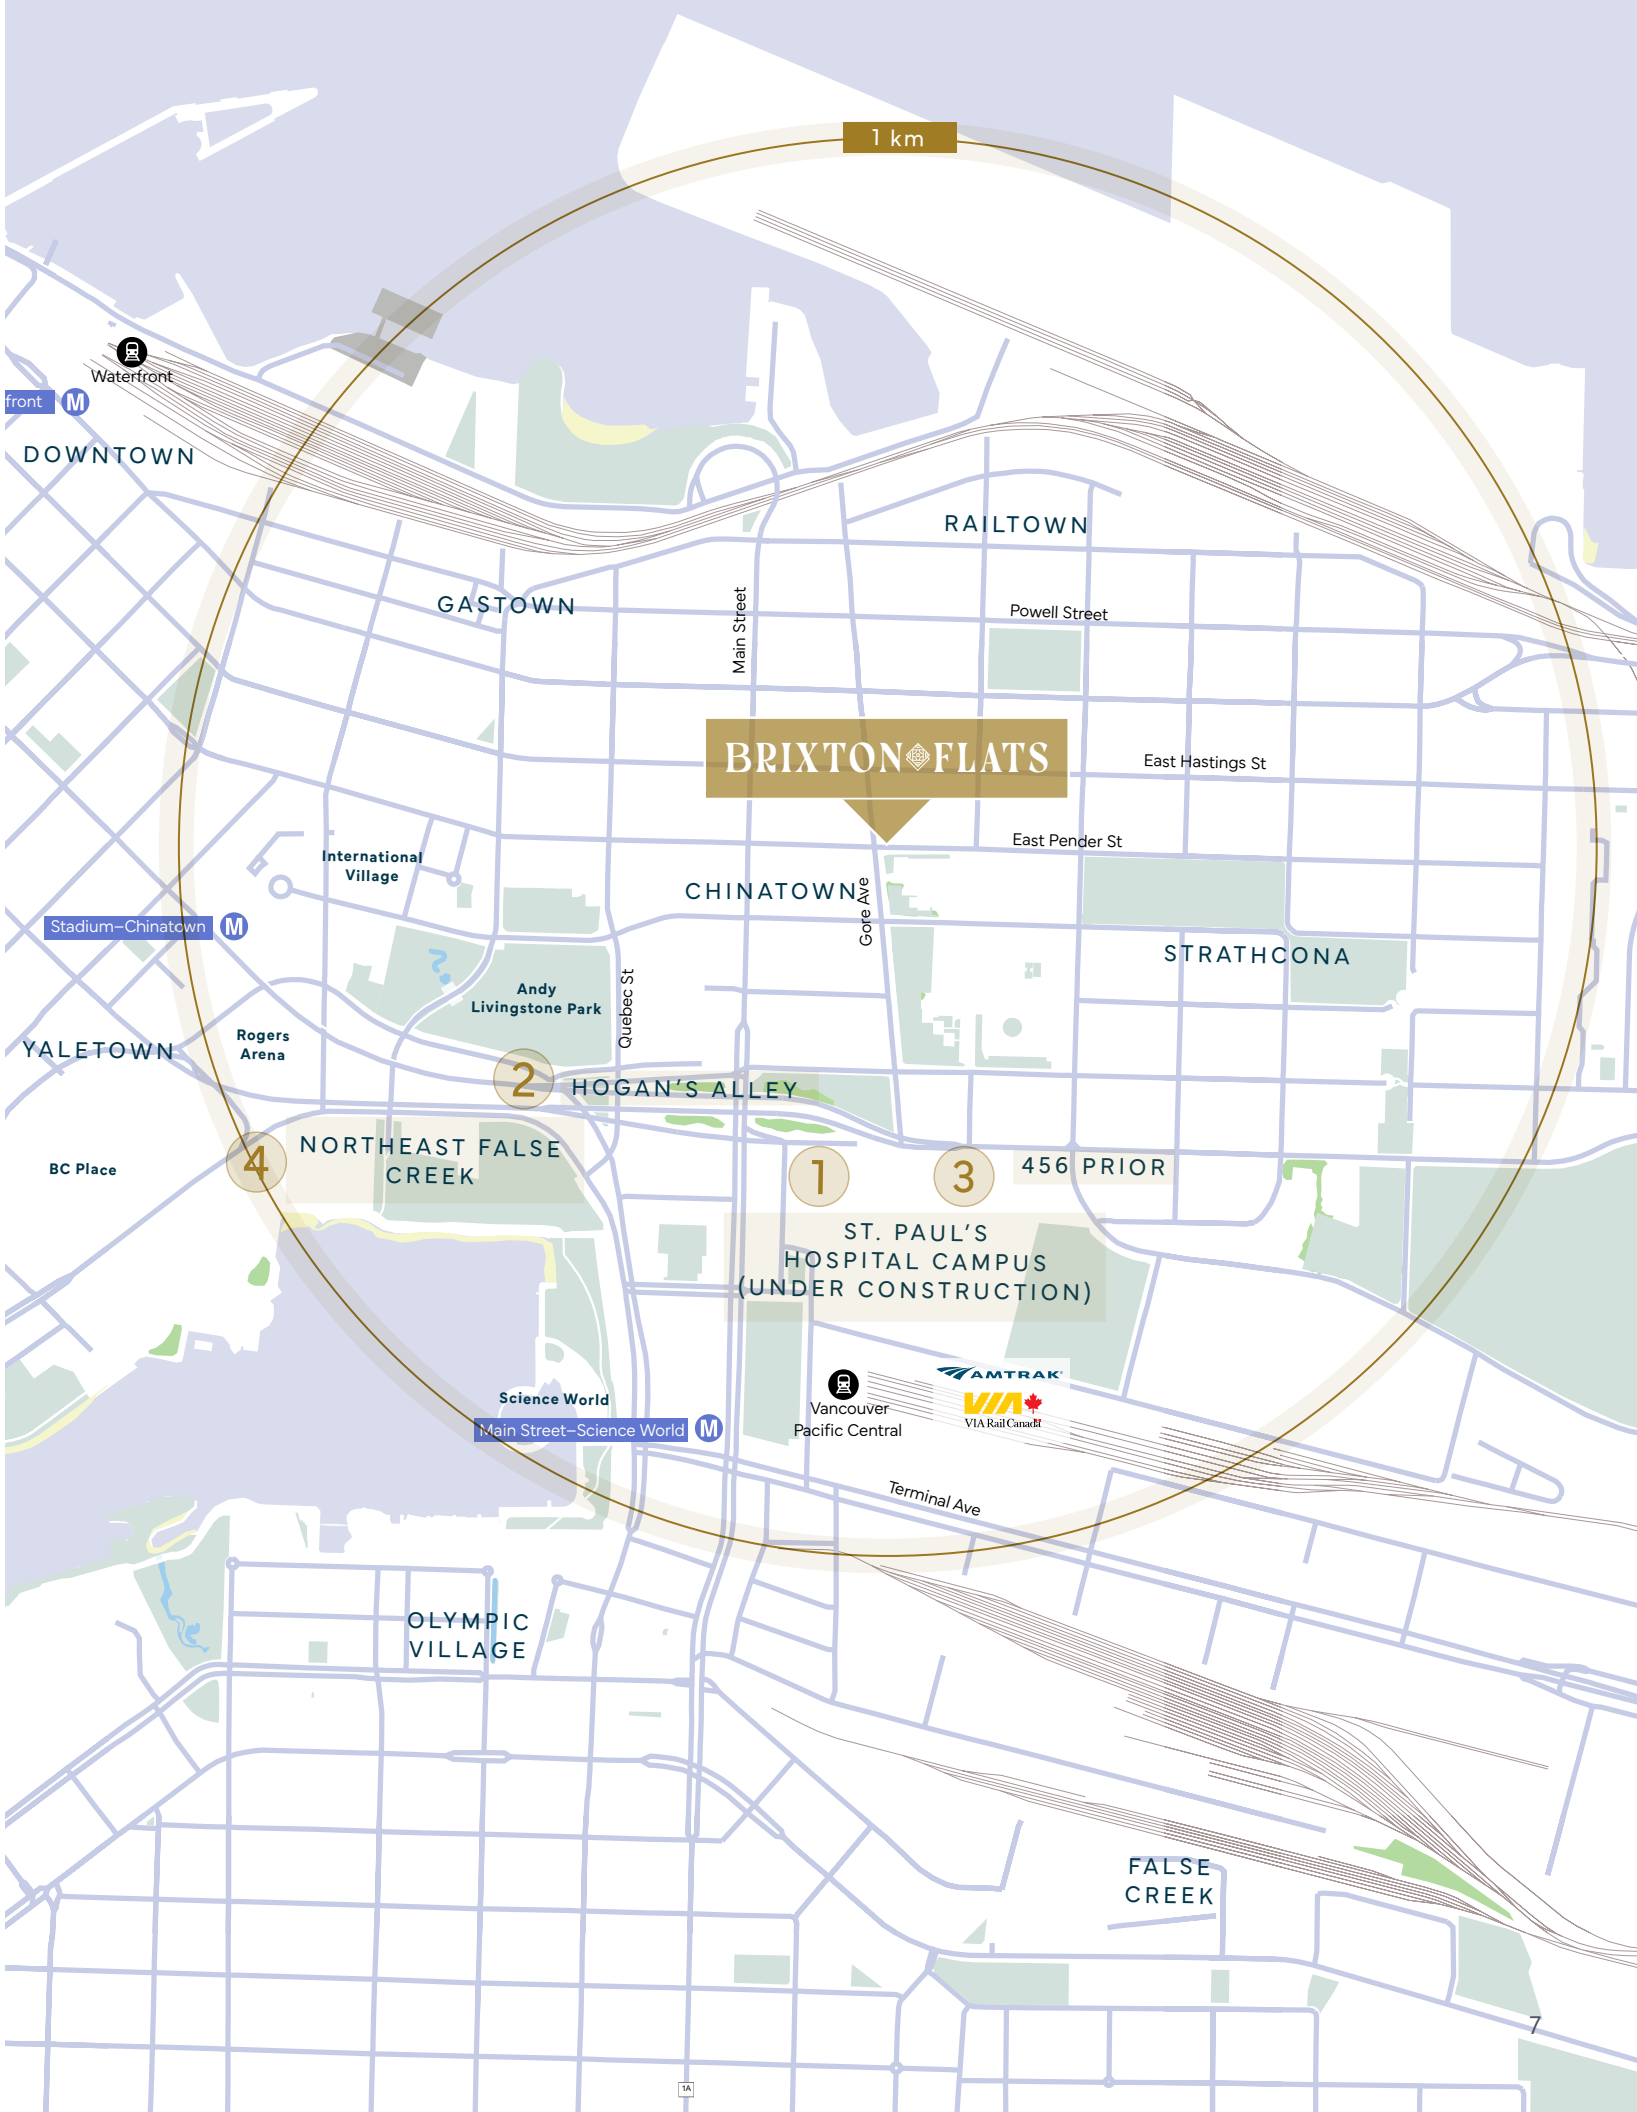 1 km
Waterfront
front M
DOWNTOWN
RAILTOWN
GASTOWN
Main Street
Powell Street
BRIXTON FLATS
East Hastings St
East Pender St
International
Village
CHINATOWN
Gore Ave
Stadium–Chinatown M
STRATHCONA
Andy
Livingstone Park
Quebec St
Rogers
Arena
YALETOWN
2
HOGAN'S ALLEY
NORTHEAST FALSE
CREEK
4
BC Place
1
3
456 PRIOR
ST. PAUL'S
HOSPITAL CAMPUS
(UNDER CONSTRUCTION)
AMTRAK
VIA
VIA Rail Canada
Vancouver
Pacific Central
Science World
Main Street–Science World M
Terminal Ave
OLYMPIC
VILLAGE
FALSE
CREEK
7
1A